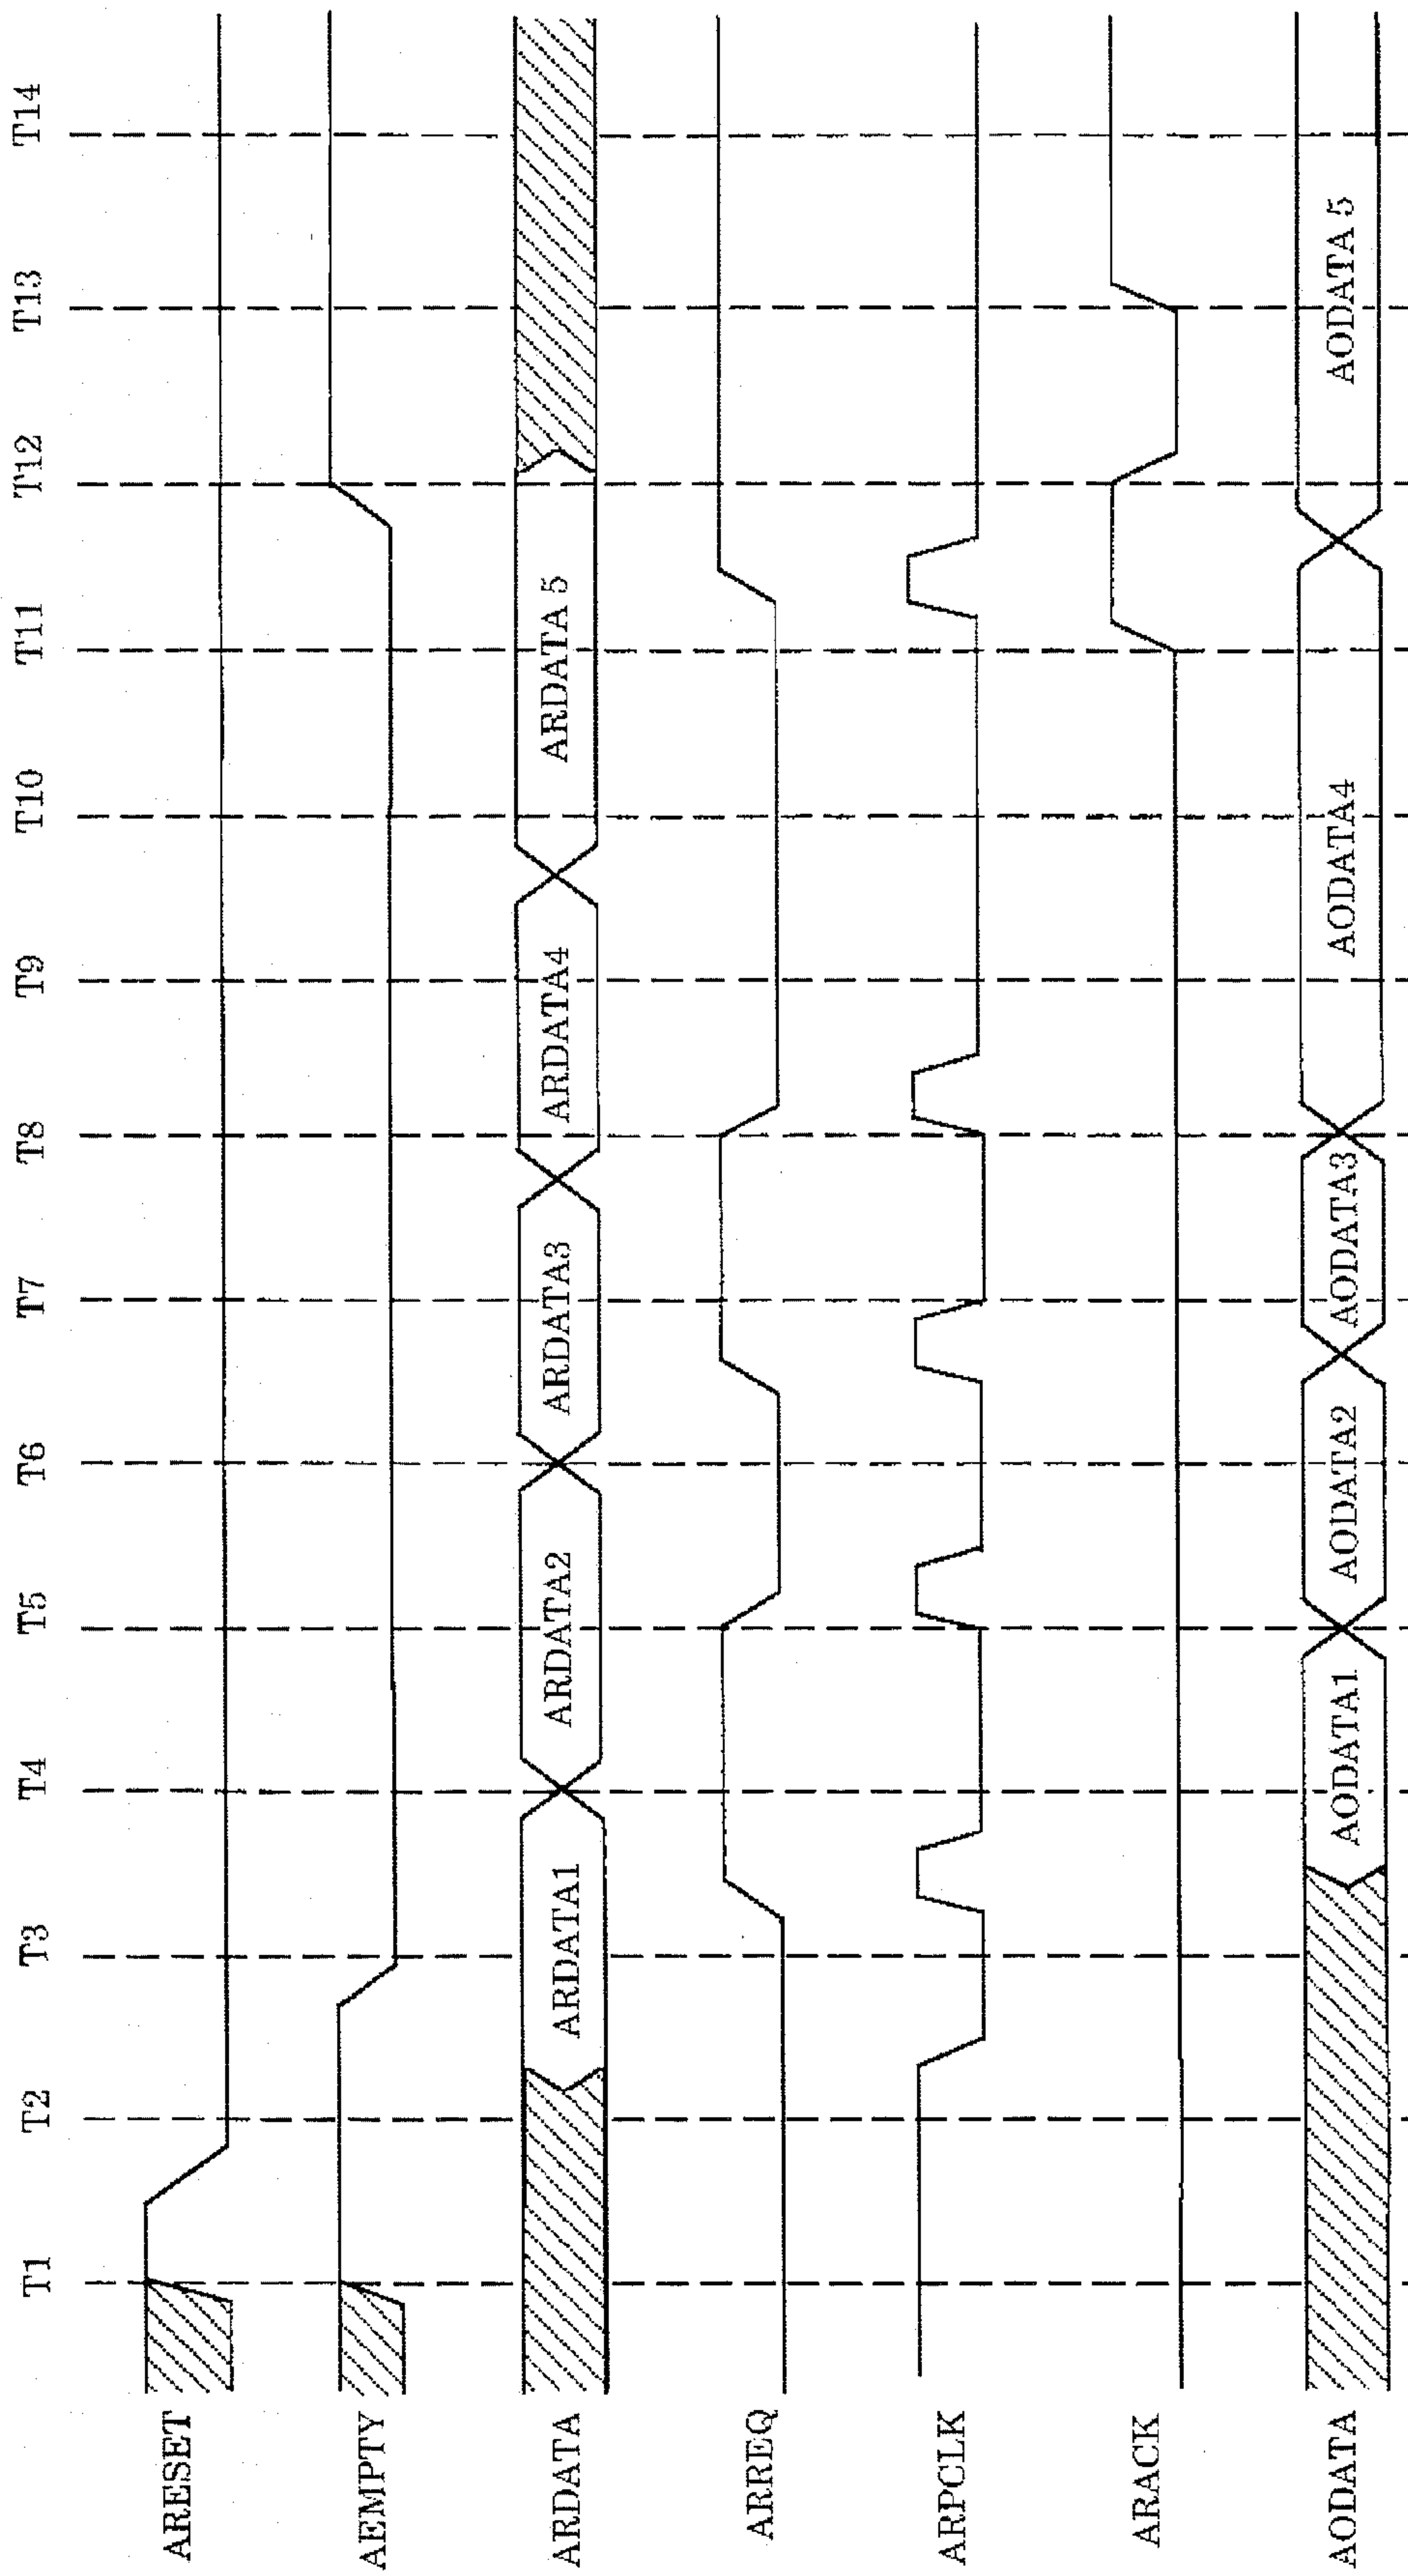 T1 T2 T3 T4 T5 T6 T7 T8 T9 T10 T11 T12 T13 T14
ARESET
AEMPTY
ARDATA ARDATA1 ARDATA2 ARDATA3 ARDATA4 ARDATA 5
ARREQ
ARPCLK
ARACK
AODATA AODATA1 AODATA2 AODATA3 AODATA4 AODATA 5